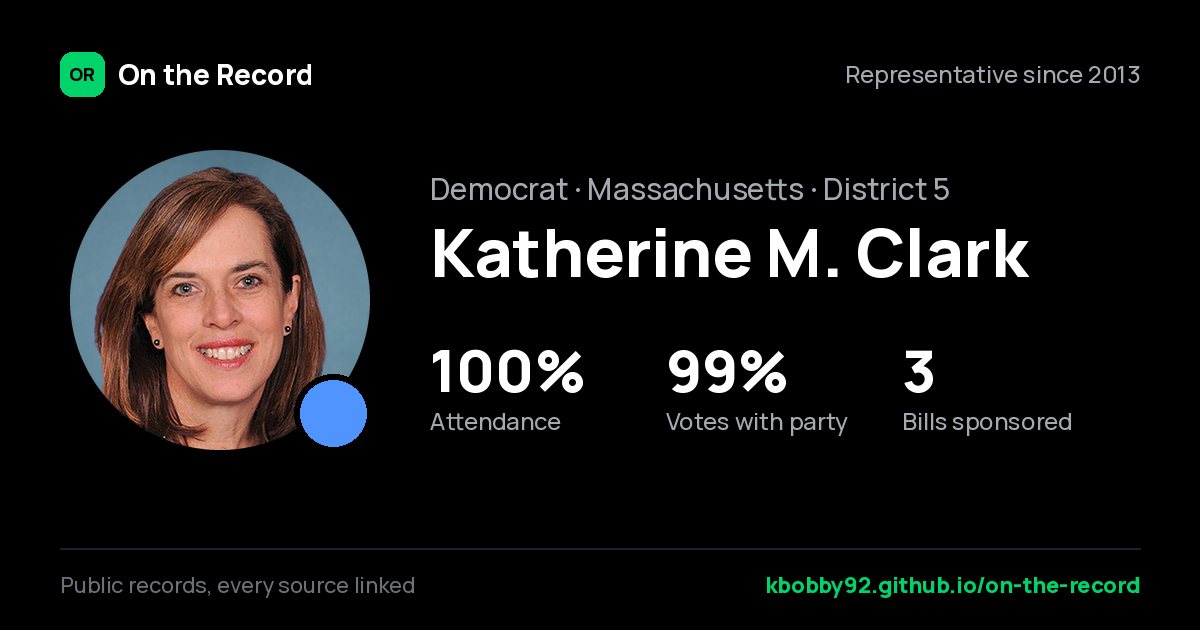 OR On the Record
Representative since 2013
Democrat · Massachusetts · District 5
Katherine M. Clark
100% 99% 3
Attendance Votes with party Bills sponsored
Public records, every source linked
kbobby92.github.io/on-the-record